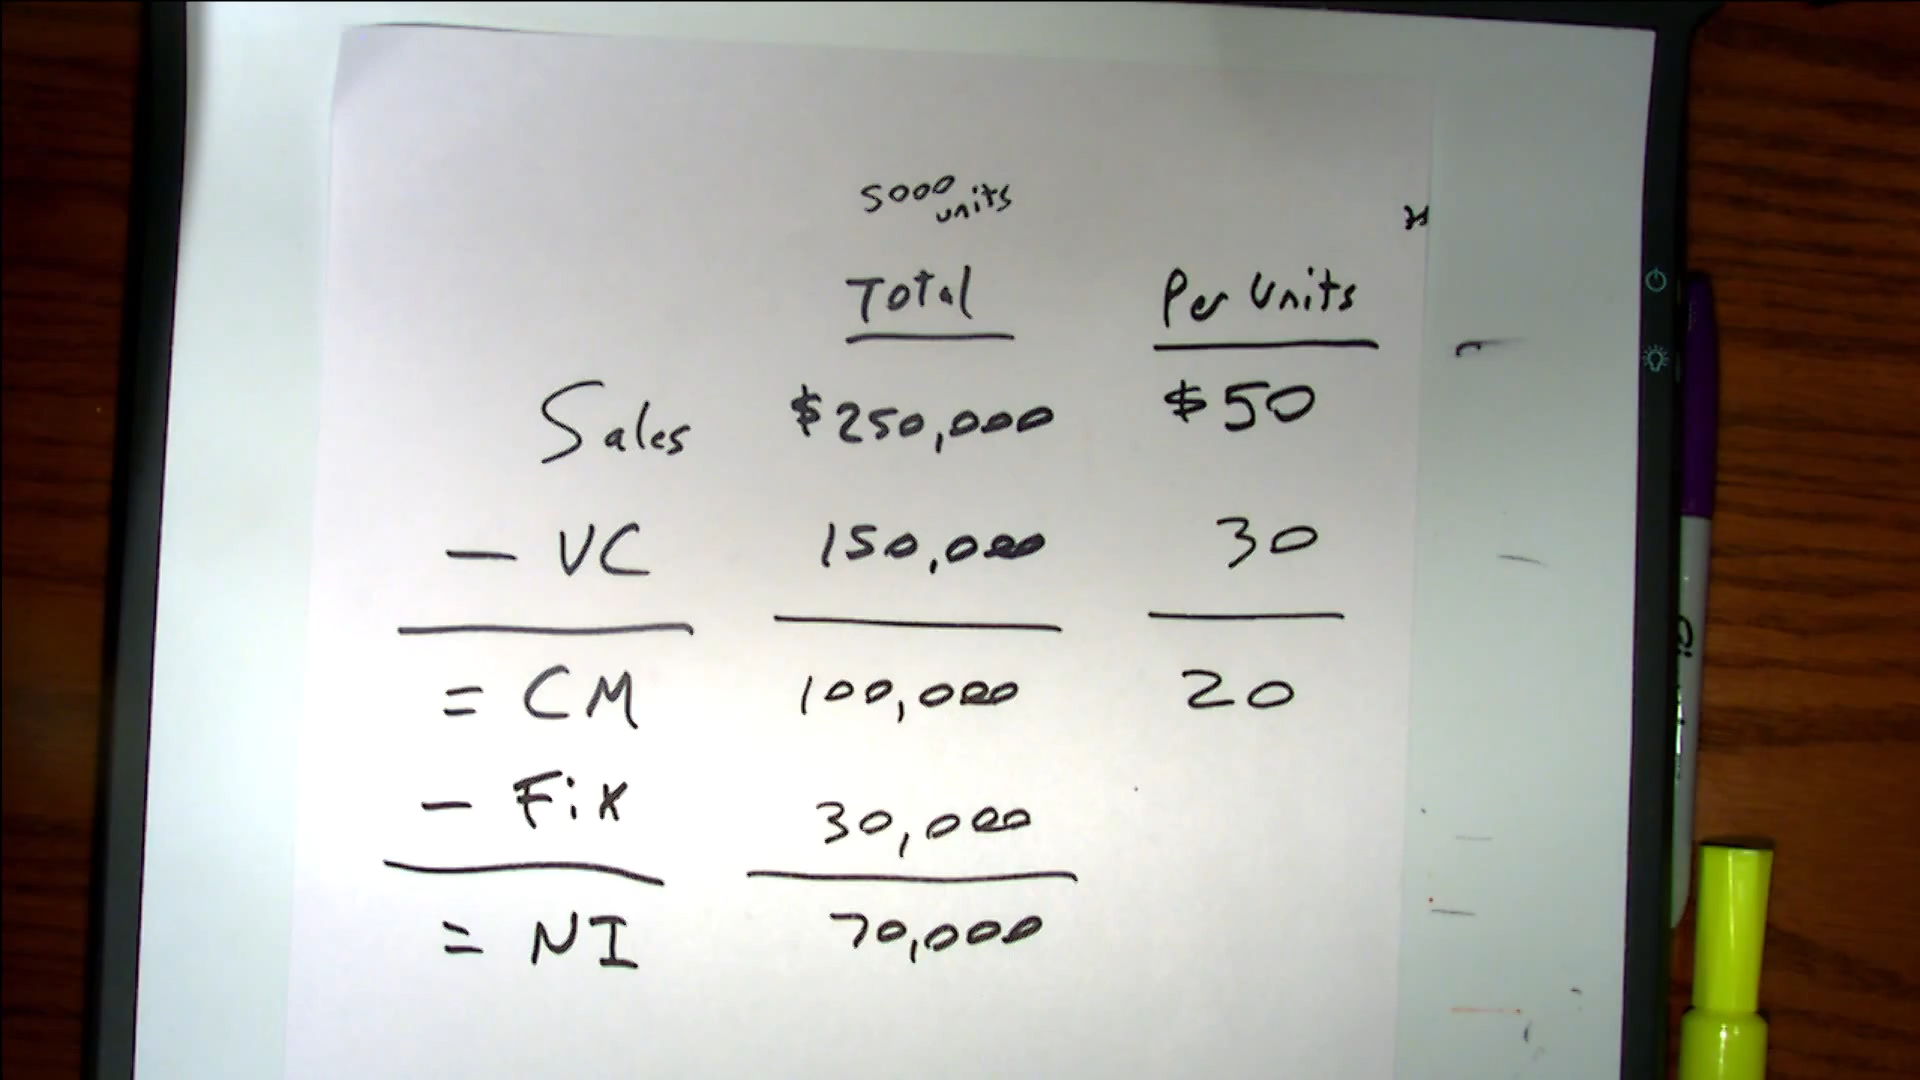 5000
units
Total Per Units
Sales $250,000 $50
– VC 150,000 30
= CM 100,000 20
– Fix 30,000
= NI 70,000